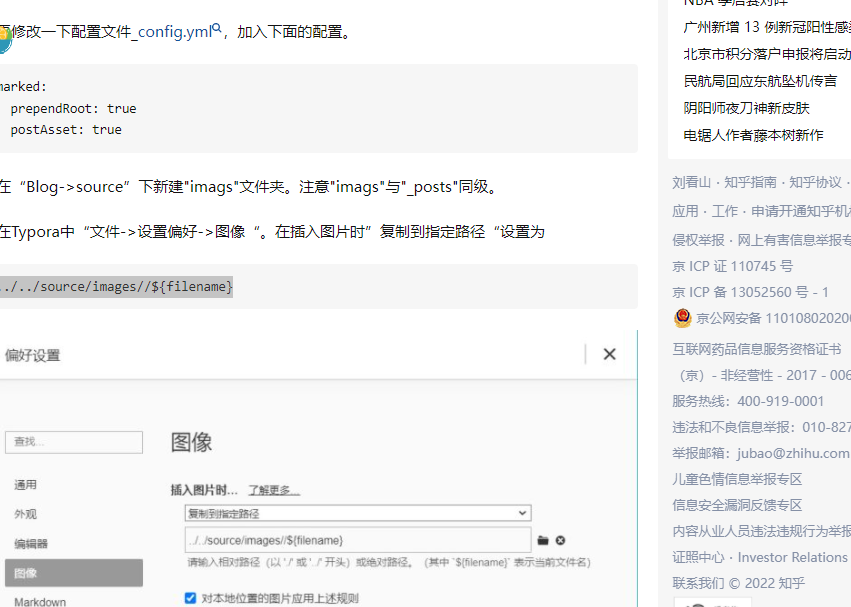 要修改一下配置文件_config.yml，加入下面的配置。
marked:
prependRoot: true
postAsset: true
在“Blog->source”下新建"imags"文件夹。注意"imags"与"_posts"同级。
在Typora中“文件->设置偏好->图像“。在插入图片时”复制到指定路径“设置为
../../source/images//${filename}
偏好设置
查找...
图像
通用
外观
编辑器
图像
Markdown
插入图片时... 了解更多...
复制到指定路径
../../source/images//${filename}
请输入相对路径（以 './' 或 '../' 开头）或绝对路径。（其中 `${filename}` 表示当前文件名）
对本地位置的图片应用上述规则
NBA 季后赛对阵
广州新增 13 例新冠阳性感
北京市积分落户申报将启动
民航局回应东航坠机传言
阴阳师夜刀神新皮肤
电锯人作者藤本树新作
刘看山 · 知乎指南 · 知乎协议 ·
应用 · 工作 · 申请开通知乎机
侵权举报 · 网上有害信息举报专
京 ICP 证 110745 号
京 ICP 备 13052560 号 - 1
京公网安备 1101080202
互联网药品信息服务资格证书
（京）- 非经营性 - 2017 - 006
服务热线：400-919-0001
违法和不良信息举报：010-827
举报邮箱：jubao@zhihu.com
儿童色情信息举报专区
信息安全漏洞反馈专区
内容从业人员违法违规行为举报
证照中心 · Investor Relations
联系我们 © 2022 知乎